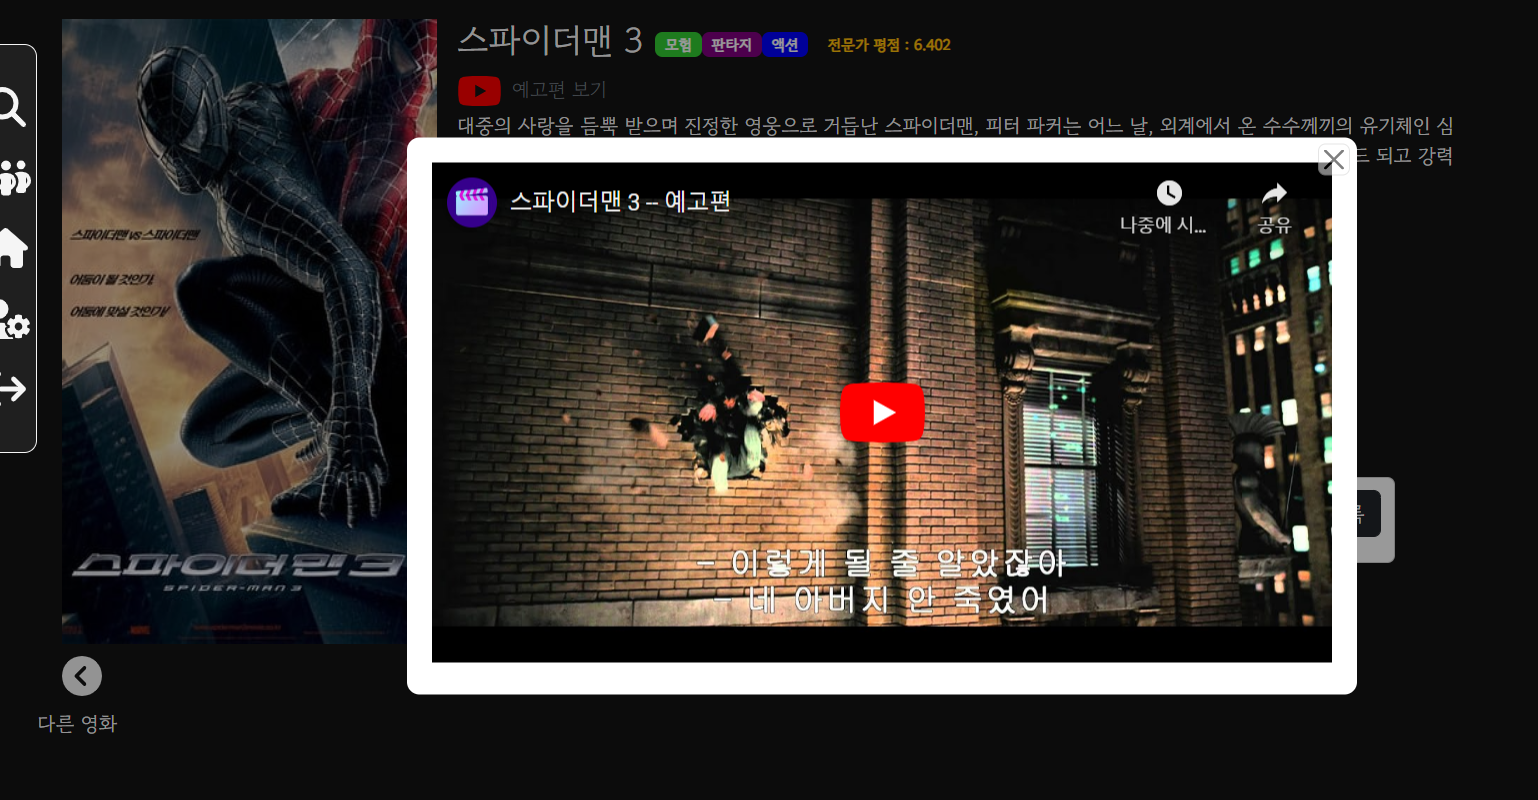 스파이더맨 3 모험 판타지 액션 전문가 평점 : 6.402
예고편 보기
대중의 사랑을 듬뿍 받으며 진정한 영웅으로 거듭난 스파이더맨, 피터 파커는 어느 날, 외계에서 온 수수께끼의 유기체인 심
되고 강력
스파이더맨 3 – 예고편
나중에 시...
공유
– 이렇게 될 줄 알았잖아
– 네 아버지 안 죽였어
스파이더맨 VS 스파이더맨
어둠이 될 것인가,
어둠에 맞설 것인가!
스파이더맨 3
SPIDER-MAN 3
다른 영화